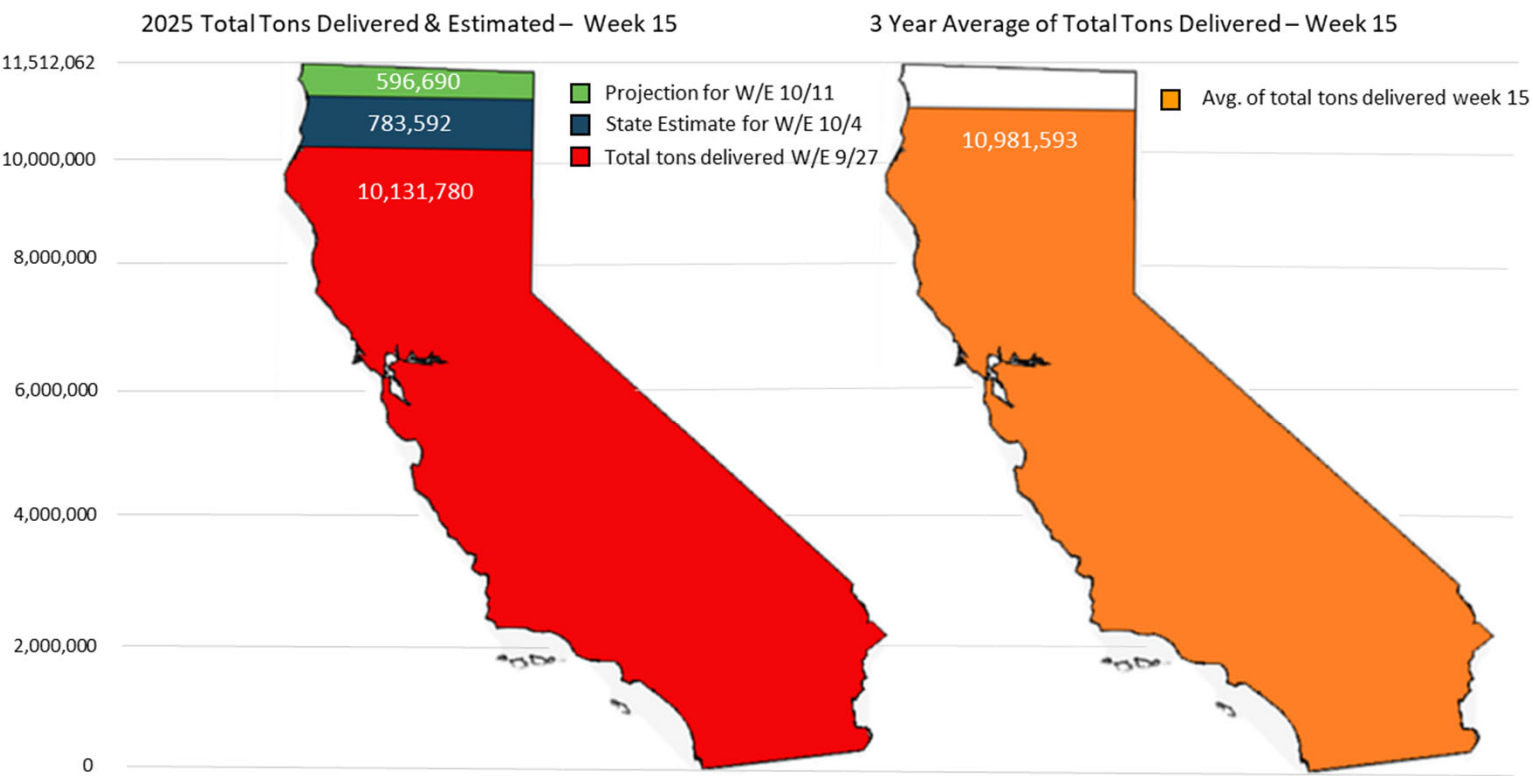 2025 Total Tons Delivered & Estimated – Week 15
11,512,062
10,000,000
8,000,000
6,000,000
4,000,000
2,000,000
0
596,690
783,592
10,131,780
Projection for W/E 10/11
State Estimate for W/E 10/4
Total tons delivered W/E 9/27
3 Year Average of Total Tons Delivered – Week 15
10,981,593
Avg. of total tons delivered week 15